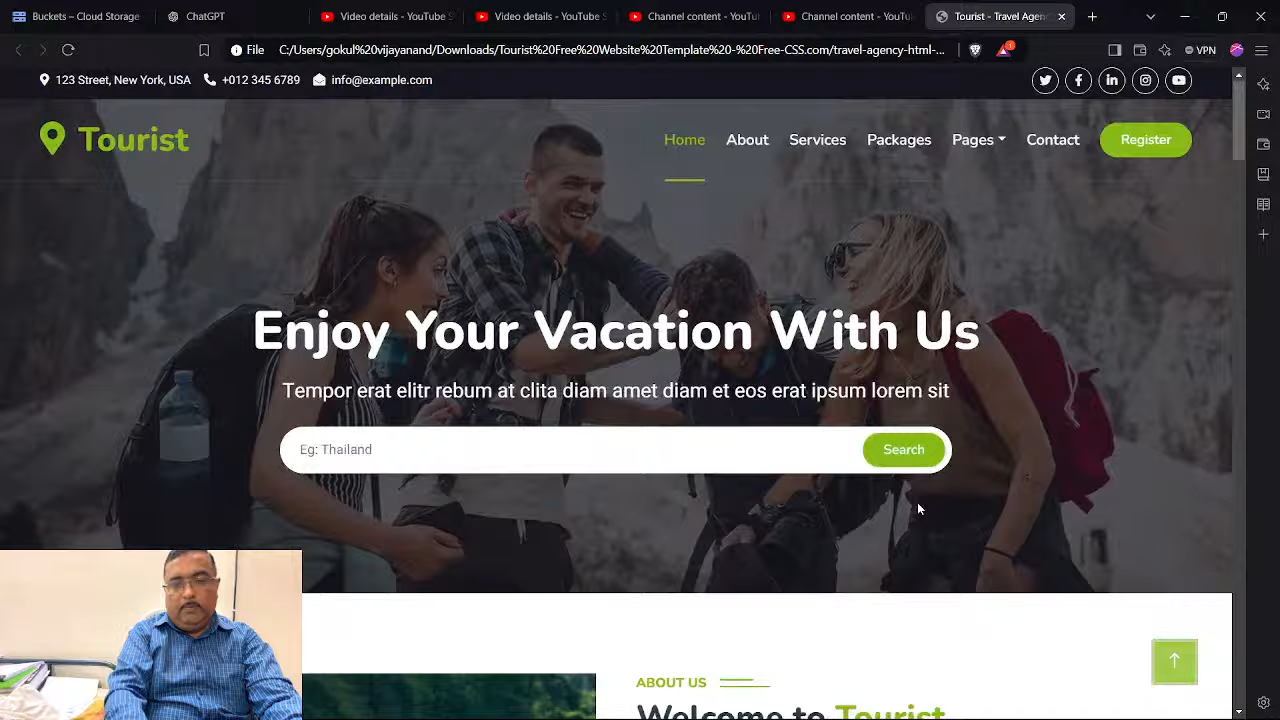 Buckets – Cloud Storage
ChatGPT
Video details - YouTube S
Video details - YouTube S
Channel content - YouTu
Channel content - YouTu
Tourist - Travel Agen
File C:/Users/gokul%20vijayanand/Downloads/Tourist%20Free%20Website%20Template%20-%20Free-CSS.com/travel-agency-html-...
1
VPN
123 Street, New York, USA +012 345 6789 info@example.com
Tourist
Home About Services Packages Pages Contact Register
Enjoy Your Vacation With Us
Tempor erat elitr rebum at clita diam amet diam et eos erat ipsum lorem sit
Eg: Thailand Search
ABOUT US
Welcome to Tourist